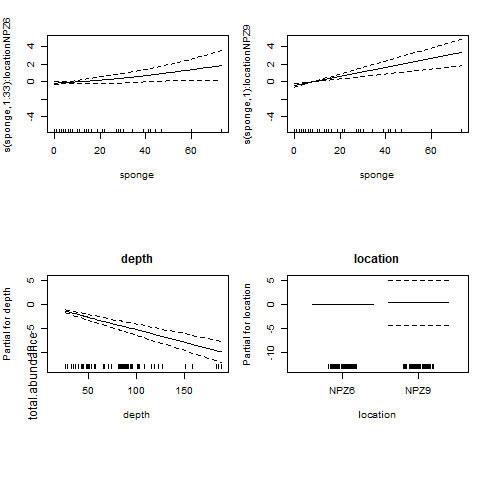 s(sponge,1.33):locationNPZ6
4
2
0
-4
0
20
40
60
sponge
s(sponge,1):locationNPZ9
4
2
0
-4
0
20
40
60
sponge
depth
Partial for depth
5
0
-5
-10
50
100
150
depth
total.abundance
location
Partial for location
5
0
-5
-10
NPZ6
NPZ9
location